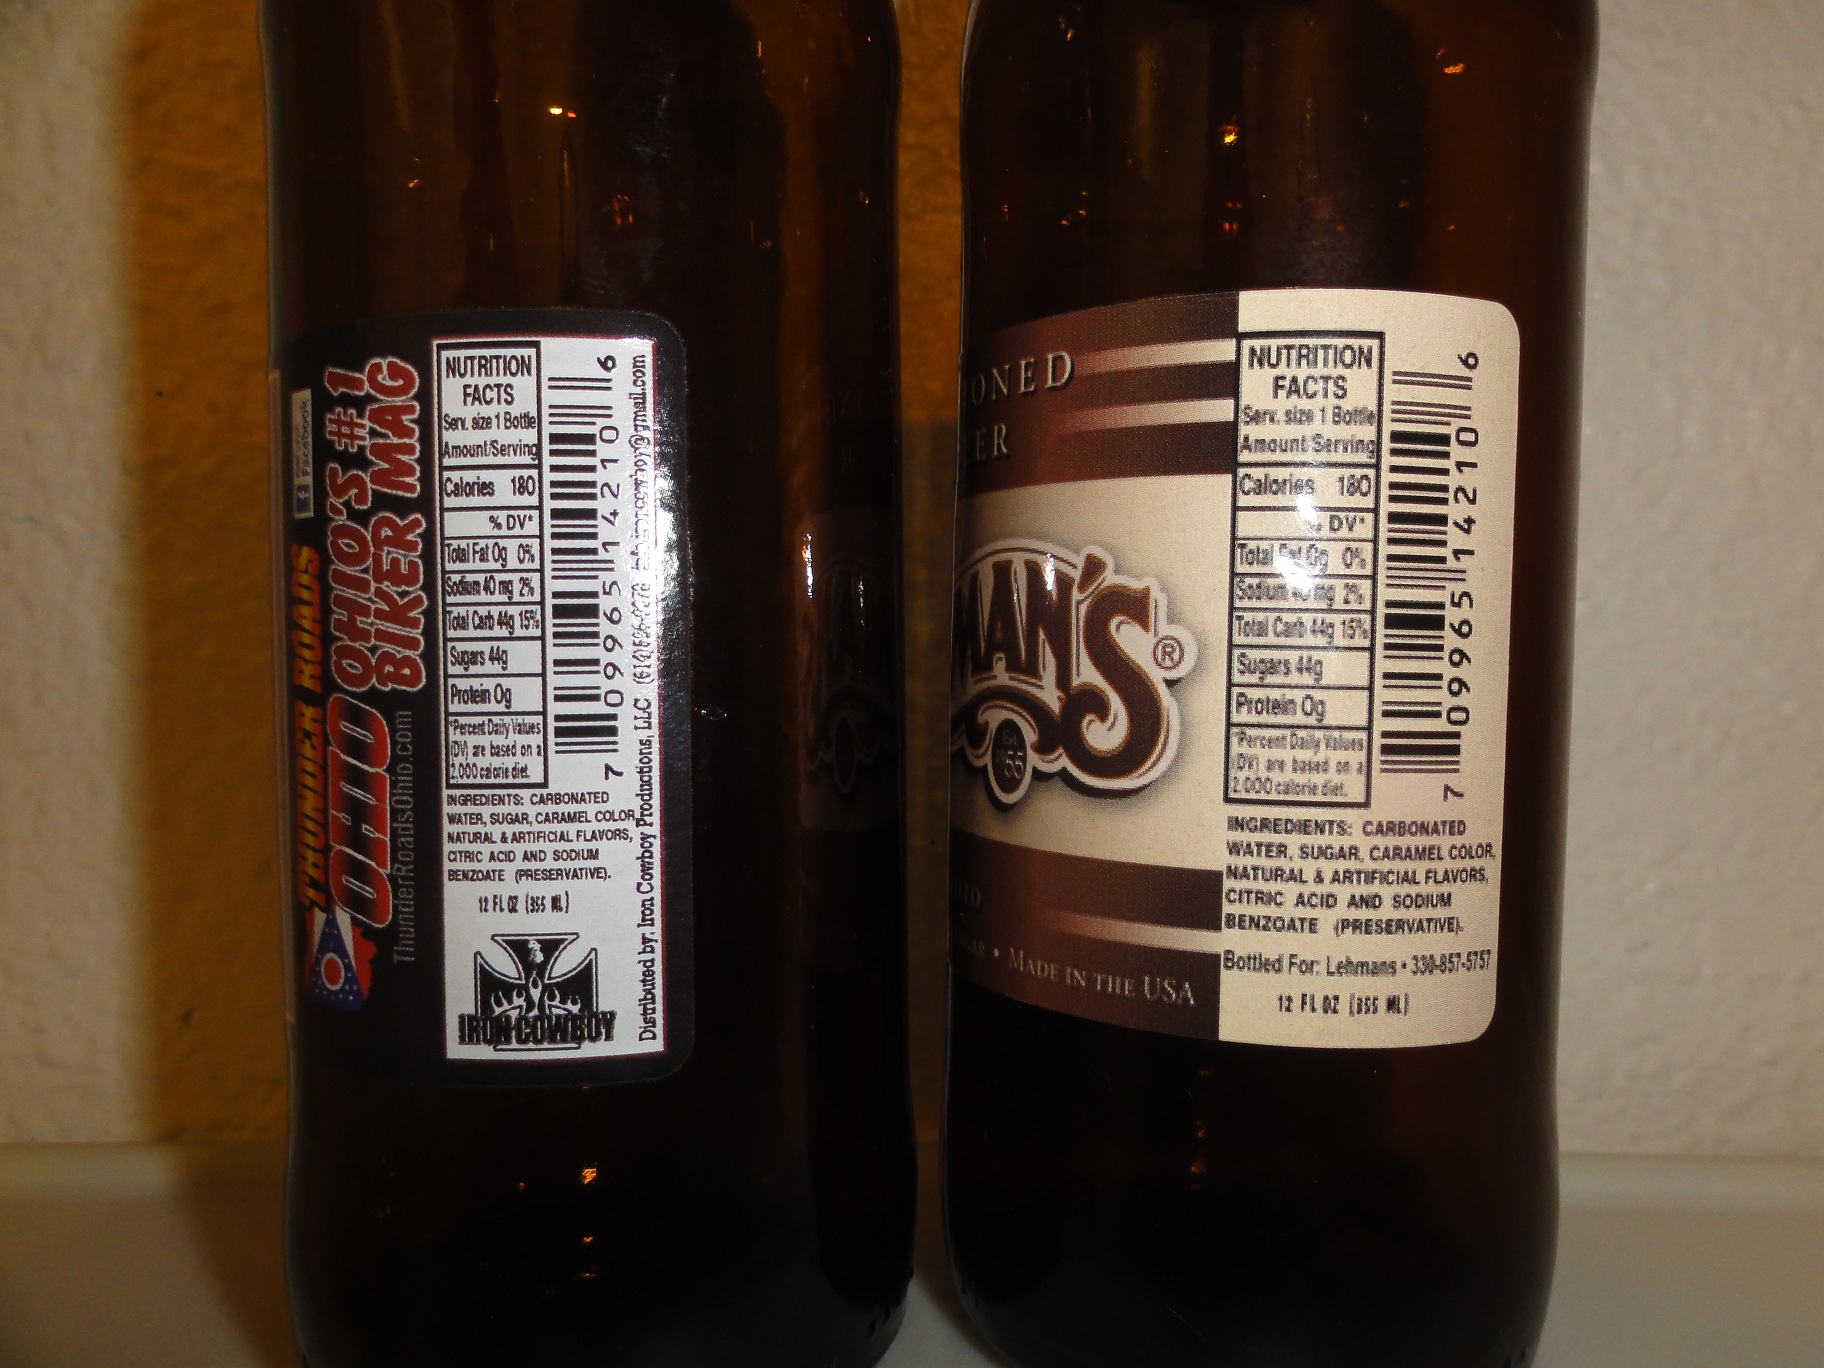 Facebook
THUNDER ROADS
OHIO
OHIO'S #1
BIKER MAG
ThunderRoadsOhio.com
NUTRITION
FACTS
Serv. size 1 Bottle
Amount/Serving
Calories 180
% DV*
Total Fat 0g 0%
Sodium 40 mg 2%
Total Carb 44g 15%
Sugars 44g
Protein 0g
*Percent Daily Values
(DV) are based on a
2,000 calorie diet.
INGREDIENTS: CARBONATED
WATER, SUGAR, CARAMEL COLOR,
NATURAL & ARTIFICIAL FLAVORS,
CITRIC ACID AND SODIUM
BENZOATE (PRESERVATIVE).
12 FL OZ (355 ML)
IRON COWBOY
7 09965 14210 6
Distributed by: Iron Cowboy Productions, LLC
ONED
ER
MAN'S®
GAR • MADE IN THE USA
NUTRITION
FACTS
Serv. size 1 Bottle
Amount/Serving
Calories 180
% DV*
Total Fat 0g 0%
Sodium 40 mg 2%
Total Carb 44g 15%
Sugars 44g
Protein 0g
*Percent Daily Values
(DV) are based on a
2,000 calorie diet.
7 09965 14210 6
INGREDIENTS: CARBONATED
WATER, SUGAR, CARAMEL COLOR,
NATURAL & ARTIFICIAL FLAVORS,
CITRIC ACID AND SODIUM
BENZOATE (PRESERVATIVE).
Bottled For: Lehmans • 330-857-5757
12 FL OZ (355 ML)